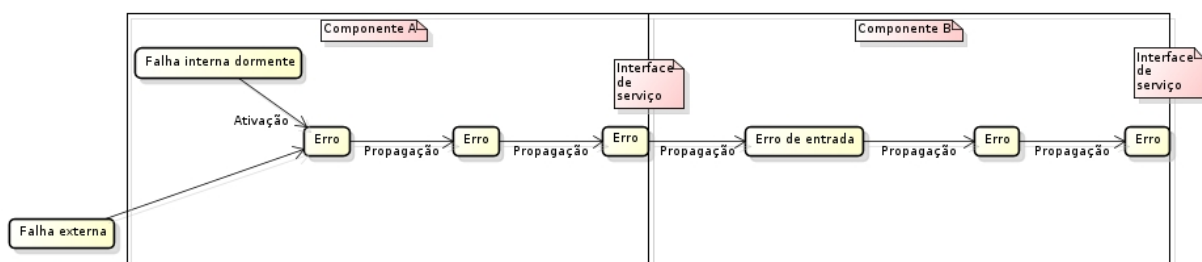 Componente A
Componente B
Falha interna dormente
Interface
de
serviço
Interface
de
serviço
Ativação
Erro
Propagação
Erro
Propagação
Erro
Propagação
Erro de entrada
Propagação
Erro
Propagação
Erro
Falha externa